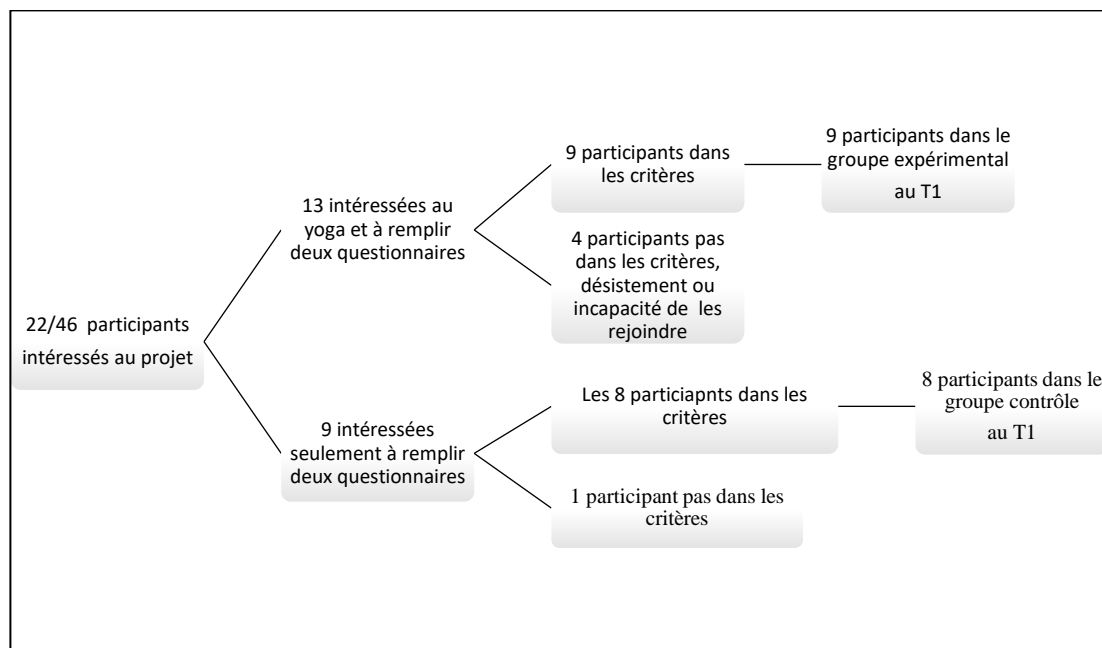 22/46 participants
intéressés au projet
13 intéressées au
yoga et à remplir
deux questionnaires
9 participants dans
les critères
9 participants dans le
groupe expérimental
au T1
4 participants pas
dans les critères,
désistement ou
incapacité de les
rejoindre
9 intéressées
seulement à remplir
deux questionnaires
Les 8 particiapnts dans les
critères
8 participants dans le
groupe contrôle
au T1
1 participant pas dans les
critères